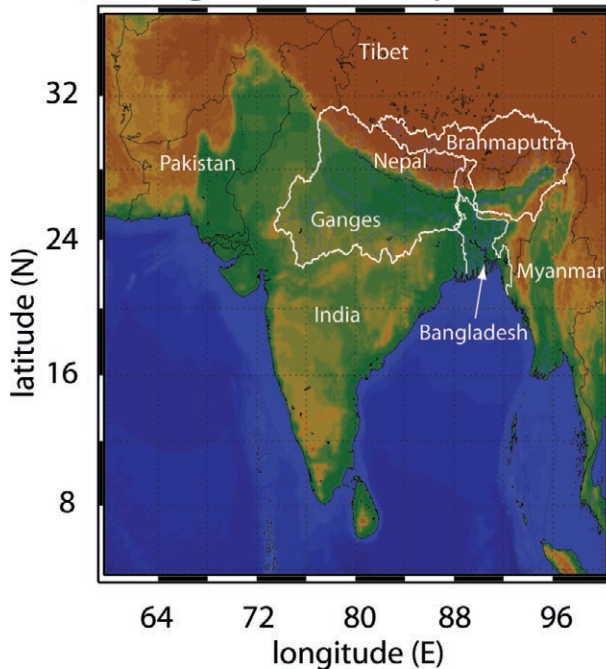 Tibet
32
Brahmaputra
Pakistan
Nepal
Ganges
24
Myanmar
India
Bangladesh
latitude (N)
16
8
64 72 80 88 96
longitude (E)